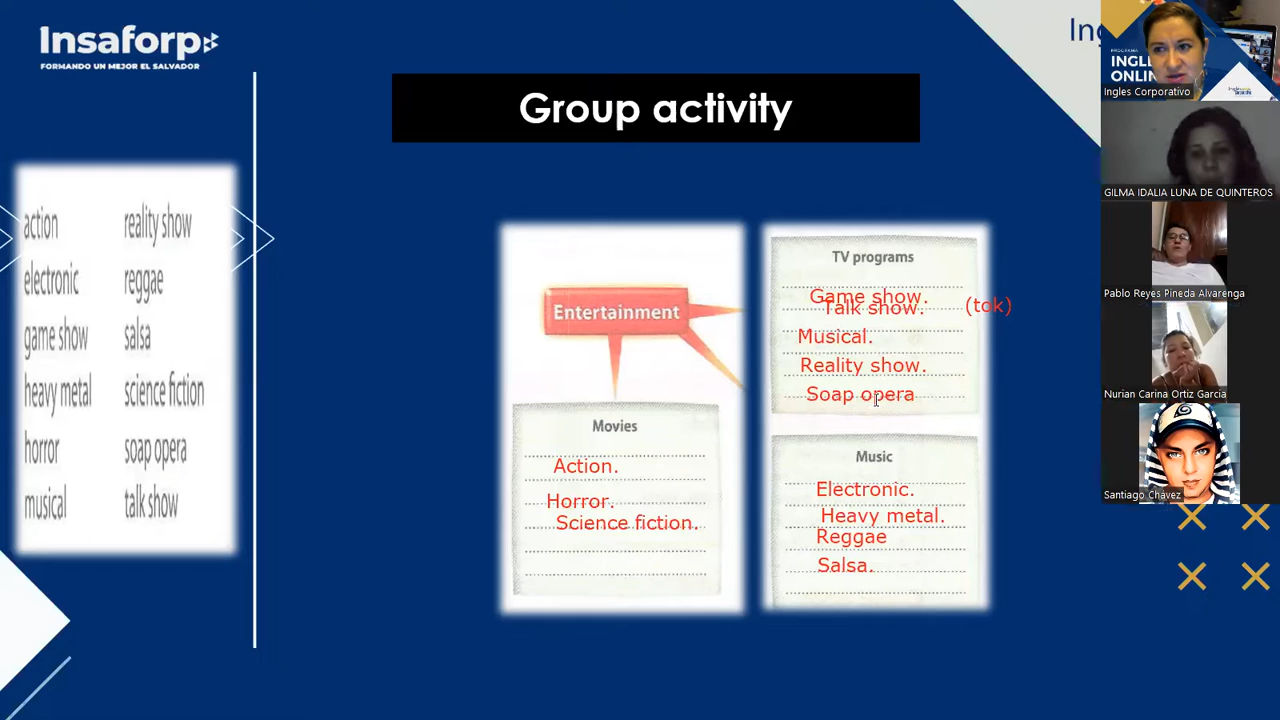 Insaforp
FORMANDO UN MEJOR EL SALVADOR
Group activity
action reality show
electronic reggae
game show salsa
heavy metal science fiction
horror soap opera
musical talk show
Entertainment
TV programs
Game show.
Talk show. (tok)
Musical.
Reality show.
Soap opera
Movies
Action.
Horror.
Science fiction.
Music
Electronic.
Heavy metal.
Reggae
Salsa.
PROGRAMA
Ingles Corporativo
GILMA IDALIA LUNA DE QUINTEROS
Pablo Reyes Pineda Alvarenga
Nurian Carina Ortiz Garcia
Santiago Chávez